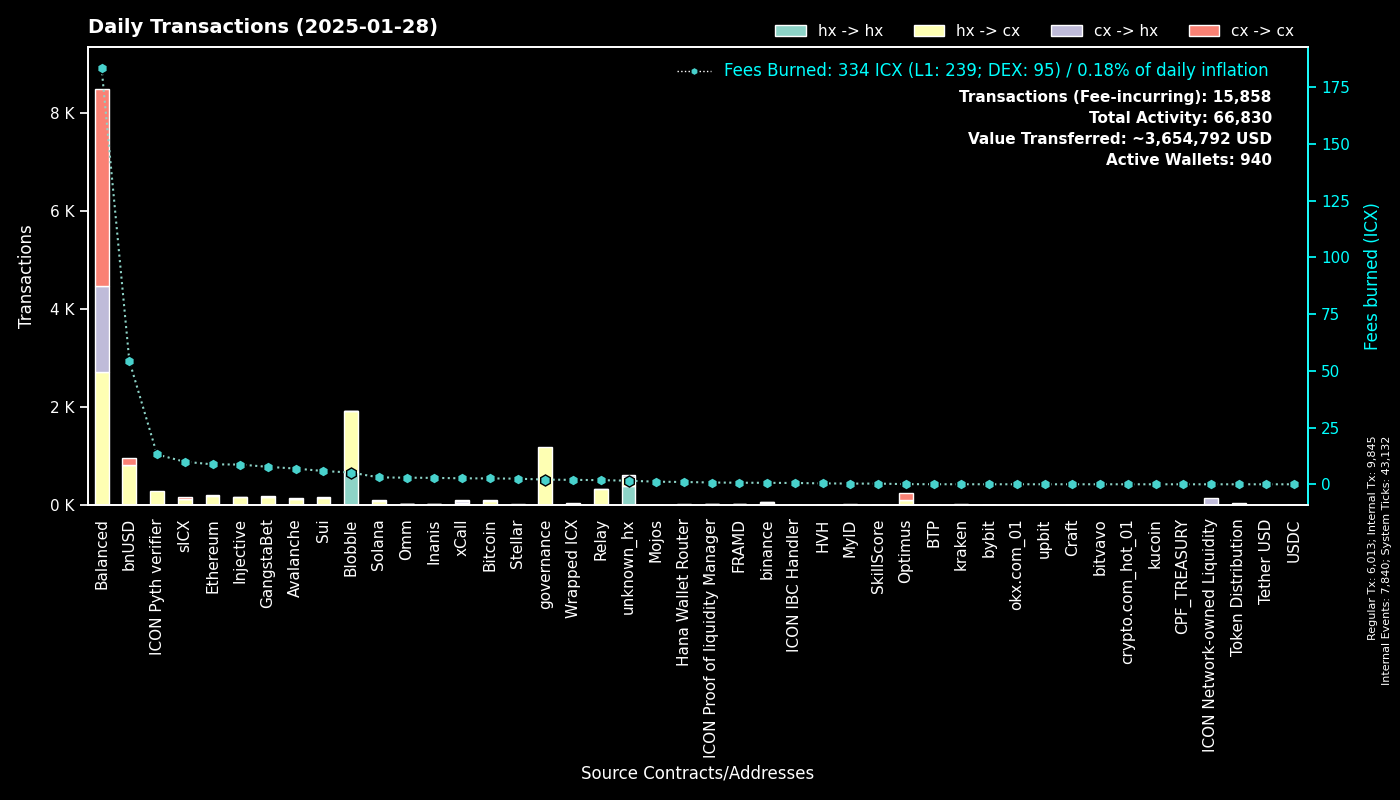 Daily Transactions (2025-01-28)
hx -> hx
hx -> cx
cx -> hx
cx -> cx
Fees Burned: 334 ICX (L1: 239; DEX: 95) / 0.18% of daily inflation
Transactions (Fee-incurring): 15,858
Total Activity: 66,830
Value Transferred: ~3,654,792 USD
Active Wallets: 940
Transactions
8 K
6 K
4 K
2 K
0 K
175
150
125
100
75
50
25
0
Fees burned (ICX)
Balanced
bnUSD
ICON Pyth verifier
sICX
Ethereum
Injective
GangstaBet
Avalanche
Sui
Blobble
Solana
Omm
Inanis
xCall
Bitcoin
Stellar
governance
Wrapped ICX
Relay
unknown_hx
Mojos
Hana Wallet Router
ICON Proof of liquidity Manager
FRAMD
binance
ICON IBC Handler
HVH
MyID
SkillScore
Optimus
BTP
kraken
bybit
okx.com_01
upbit
Craft
bitvavo
crypto.com_hot_01
kucoin
CPF_TREASURY
ICON Network-owned Liquidity
Token Distribution
Tether USD
USDC
Source Contracts/Addresses
Regular Tx: 6,013; Internal Tx: 9,845
Internal Events: 7,840; System Ticks: 43,132